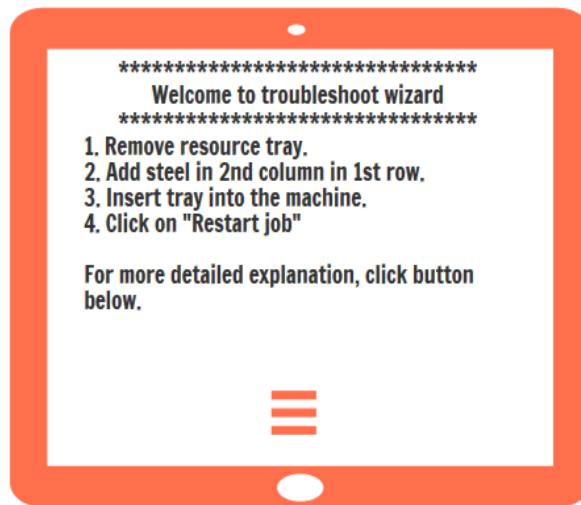 ********************************
Welcome to troubleshoot wizard
********************************
1. Remove resource tray.
2. Add steel in 2nd column in 1st row.
3. Insert tray into the machine.
4. Click on "Restart job"
For more detailed explanation, click button
below.